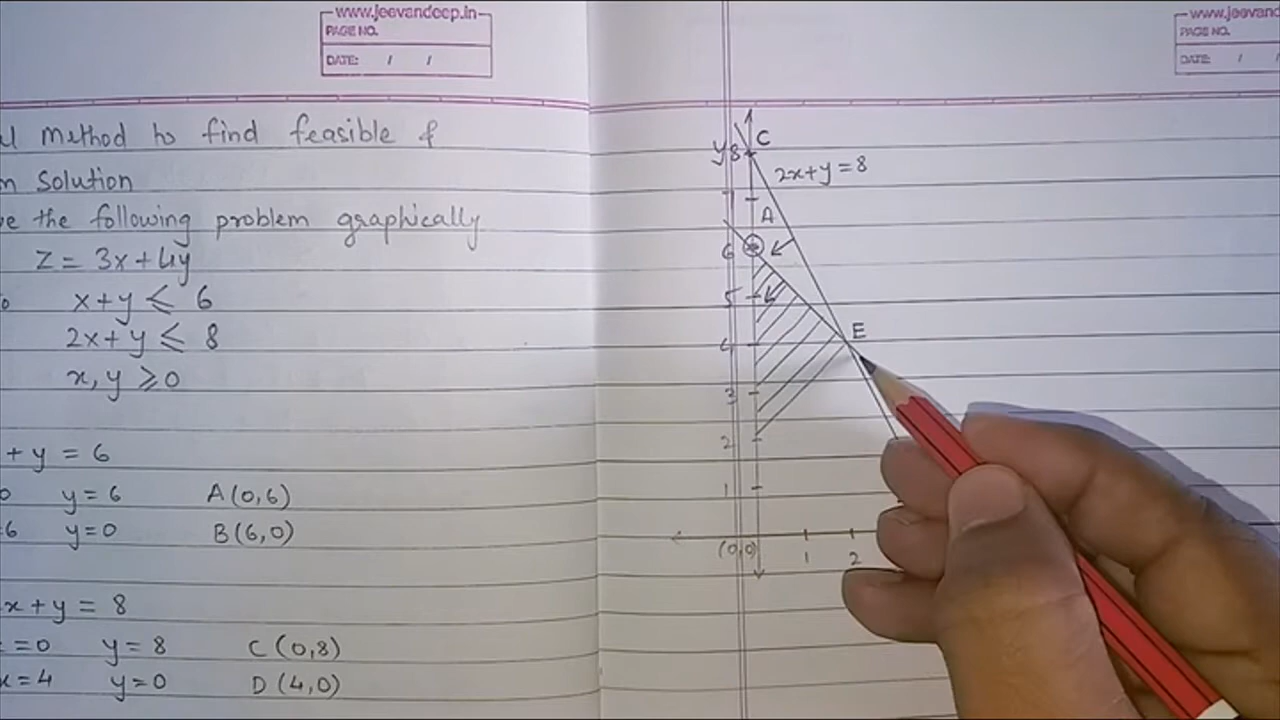 www.jeevandeep.in
PAGE NO.
DATE: / /
method to find feasible &
solution
the following problem graphically
Z = 3x+4y
x+y ⩽ 6
2x+y ⩽ 8
x, y ⩾ 0
+ y = 6
0 y = 6 A(0,6)
=6 y=0 B(6,0)
x + y = 8
=0 y = 8 C(0,8)
x=4 y=0 D(4,0)
www.jeevand
PAGE NO.
DATE: /
C
y 8
2x+y=8
7
A
6
5
E
4
3
2
1
(0,0) 1 2